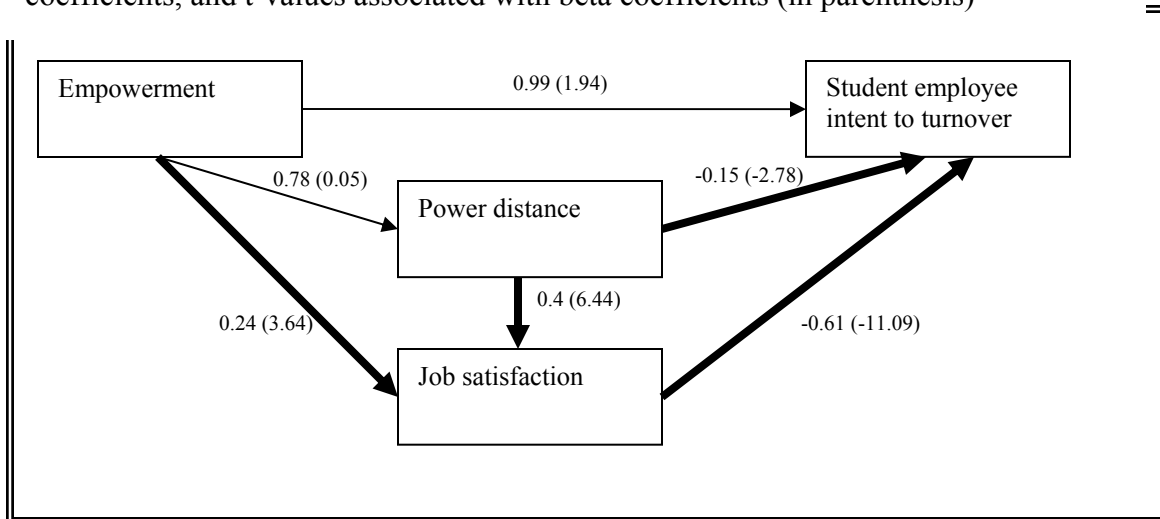 coefficients, and t-values associated with beta coefficients (in parenthesis)
Empowerment
0.99 (1.94)
Student employee
intent to turnover
0.78 (0.05)
-0.15 (-2.78)
Power distance
0.4 (6.44)
0.24 (3.64)
-0.61 (-11.09)
Job satisfaction